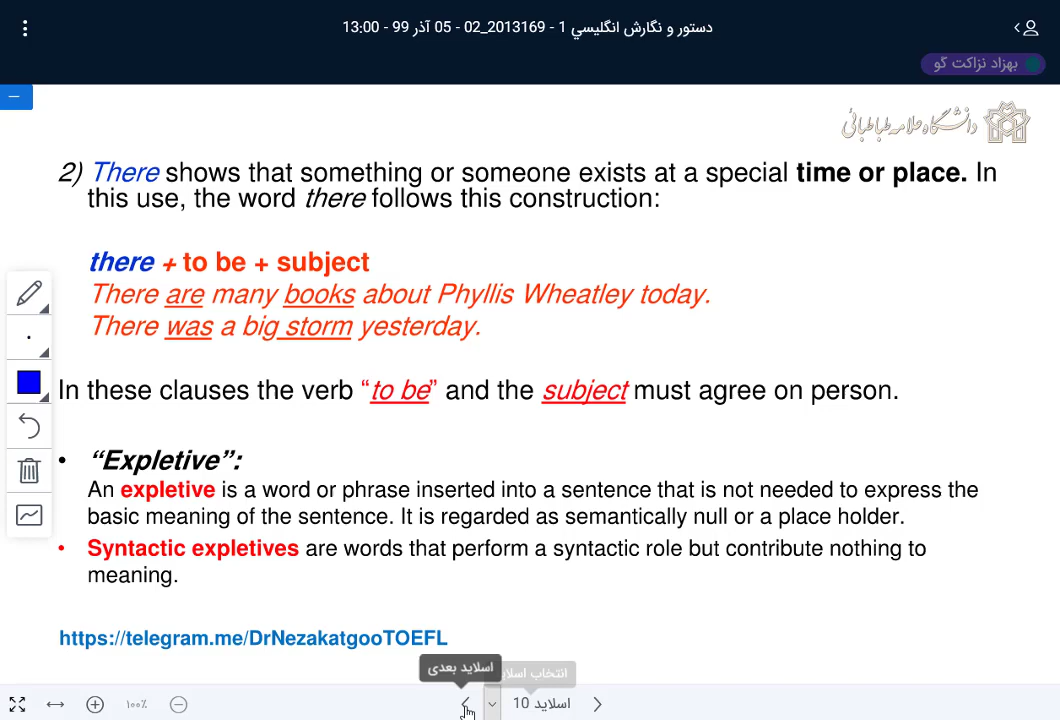 دستور و نگارش انگلیسي 1 - 2013169_02 - 05 آذر 99 - 13:00
بهزاد نزاکت گو
دانشگاه علامه طباطبائی
2) There shows that something or someone exists at a special time or place. In
this use, the word there follows this construction:
there + to be + subject
There are many books about Phyllis Wheatley today.
There was a big storm yesterday.
In these clauses the verb “to be” and the subject must agree on person.
• “Expletive”:
An expletive is a word or phrase inserted into a sentence that is not needed to express the
basic meaning of the sentence. It is regarded as semantically null or a place holder.
• Syntactic expletives are words that perform a syntactic role but contribute nothing to
meaning.
https://telegram.me/DrNezakatgooTOEFL
اسلاید بعدی
انتخاب اسلاید
۱۰۰٪
اسلاید 10